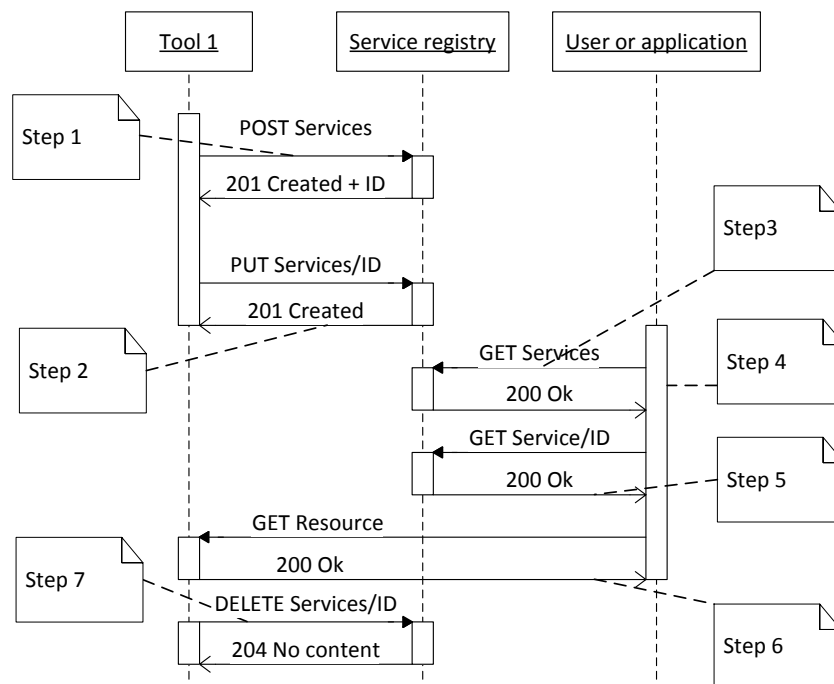 Tool 1
Service registry
User or application
Step 1
POST Services
201 Created + ID
Step3
PUT Services/ID
201 Created
Step 2
GET Services
Step 4
200 Ok
GET Service/ID
Step 5
200 Ok
GET Resource
Step 7
200 Ok
DELETE Services/ID
Step 6
204 No content